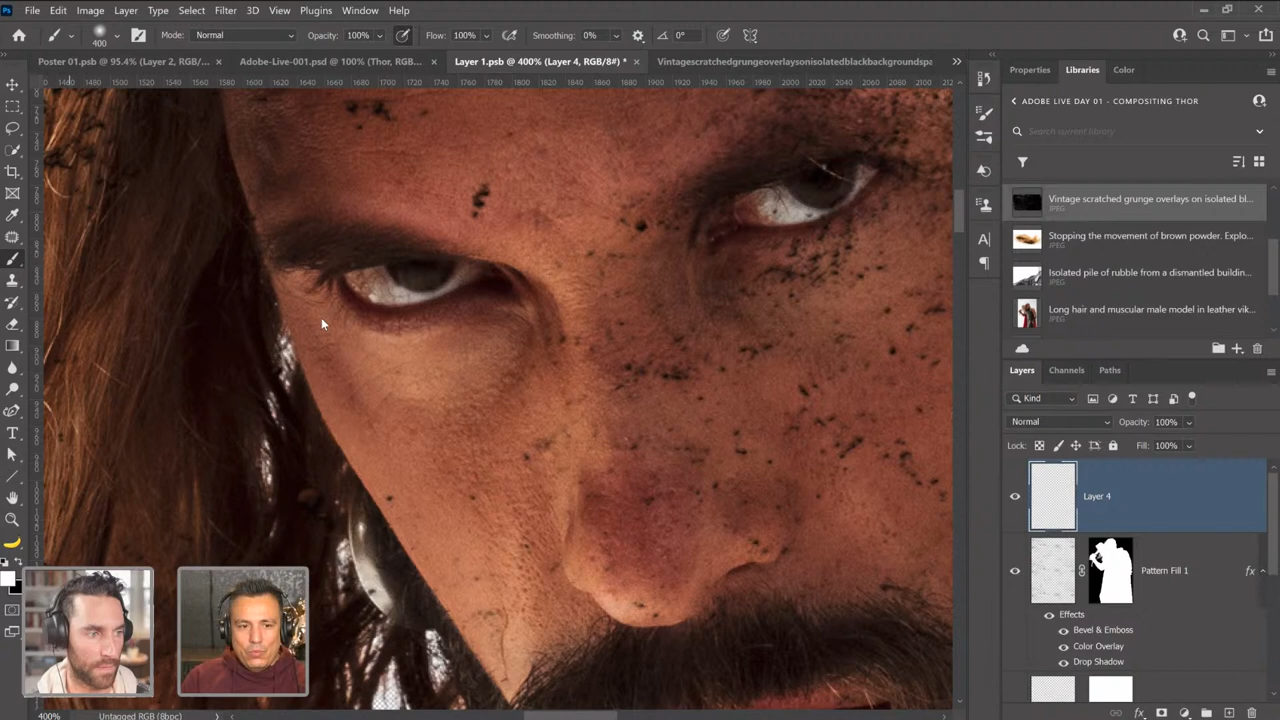 Ps File Edit Image Layer Type Select Filter 3D View Plugins Window Help
400 Mode: Normal Opacity: 100% Flow: 100% Smoothing: 0% 0°
Poster 01.psb @ 95.4% (Layer 2, RGB/... × Adobe-Live-001.psd @ 100% (Thor, RGB... × Layer 1.psb @ 400% (Layer 4, RGB/8#) * × Vintagescratchedgrungeoverlaysonisolatedblackbackgroundspa
Properties Libraries Color
ADOBE LIVE DAY 01 - COMPOSITING THOR
Search current library
Vintage scratched grunge overlays on isolated bl...
JPEG
Stopping the movement of brown powder. Explo...
JPEG
Isolated pile of rubble from a dismantled buildin...
JPEG
Long hair and muscular male model in leather vik...
JPEG
Layers Channels Paths
Kind
Normal Opacity: 100%
Lock: Fill: 100%
Layer 4
Pattern Fill 1 fx
Effects
Bevel & Emboss
Color Overlay
Drop Shadow
400% Untagged RGB (8bpc)